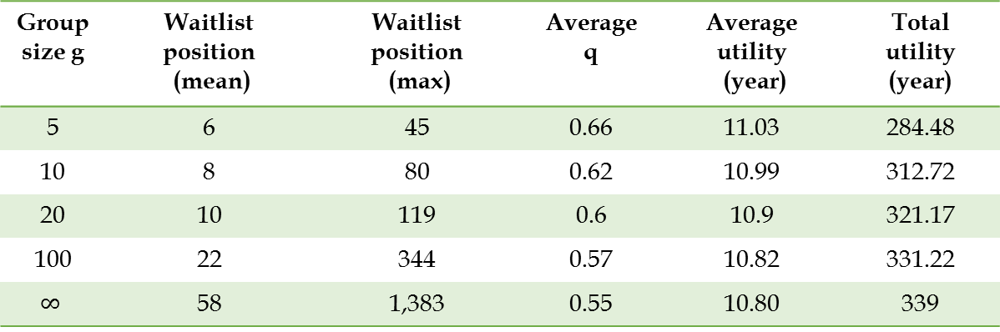 Group size g Waitlist position (mean) Waitlist position (max) Average q Average utility (year) Total utility (year)
5 6 45 0.66 11.03 284.48
10 8 80 0.62 10.99 312.72
20 10 119 0.6 10.9 321.17
100 22 344 0.57 10.82 331.22
∞ 58 1,383 0.55 10.80 339